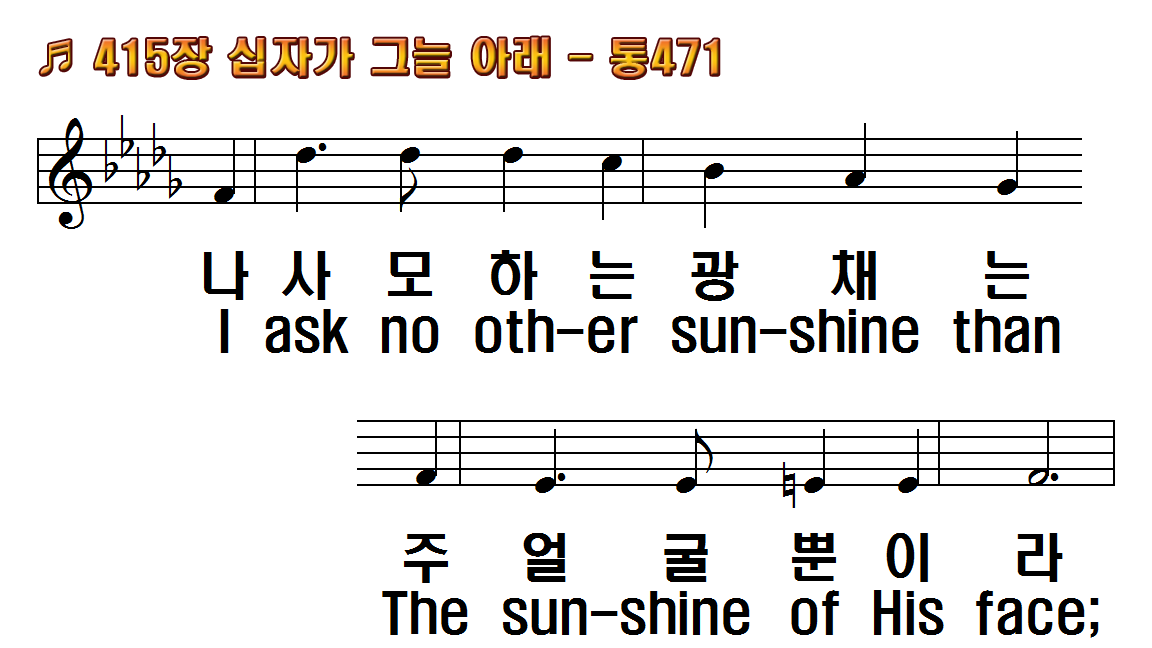 ♬ 415장 십자가 그늘 아래 - 통471
나 사 모 하 는 광 채 는
I ask no oth-er sun-shine than
주 얼 굴 뿐 이 라
The sun-shine of His face;